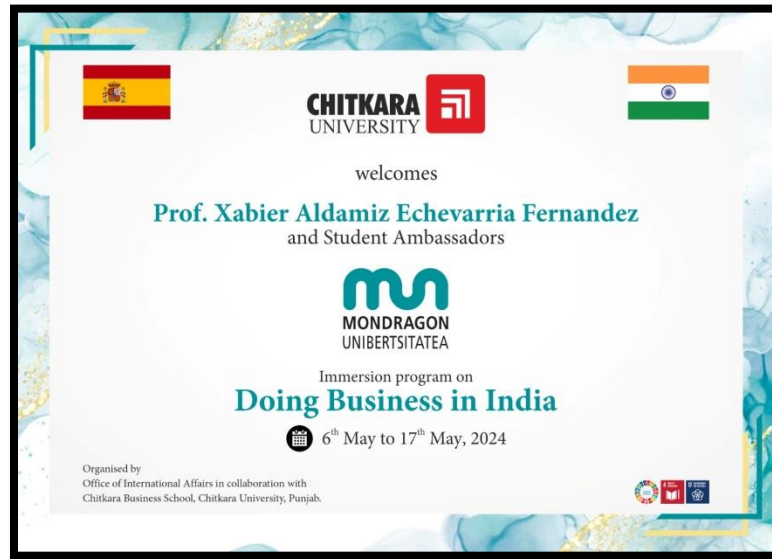 CHITKARA
UNIVERSITY
welcomes
Prof. Xabier Aldamiz Echevarria Fernandez
and Student Ambassadors
MONDRAGON
UNIBERTSITATEA
Immersion program on
Doing Business in India
6th May to 17th May, 2024
Organised by
Office of International Affairs in collaboration with
Chitkara Business School, Chitkara University, Punjab.